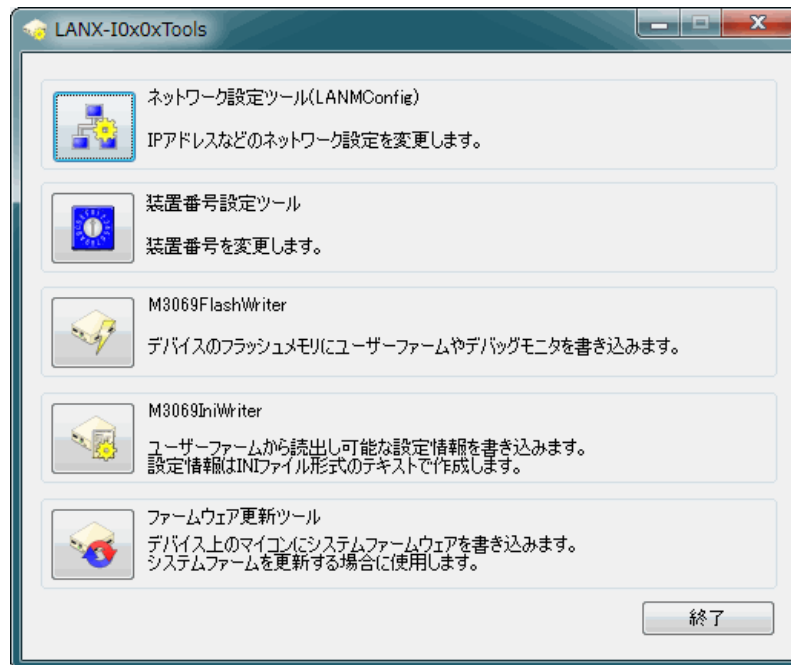 LANX-I0x0xTools
ネットワーク設定ツール(LANMConfig)
IPアドレスなどのネットワーク設定を変更します。
装置番号設定ツール
装置番号を変更します。
M3069FlashWriter
デバイスのフラッシュメモリにユーザーファームやデバッグモニタを書き込みます。
M3069IniWriter
ユーザーファームから読出し可能な設定情報を書き込みます。
設定情報はINIファイル形式のテキストで作成します。
ファームウェア更新ツール
デバイス上のマイコンにシステムファームウェアを書き込みます。
システムファームを更新する場合に使用します。
終了